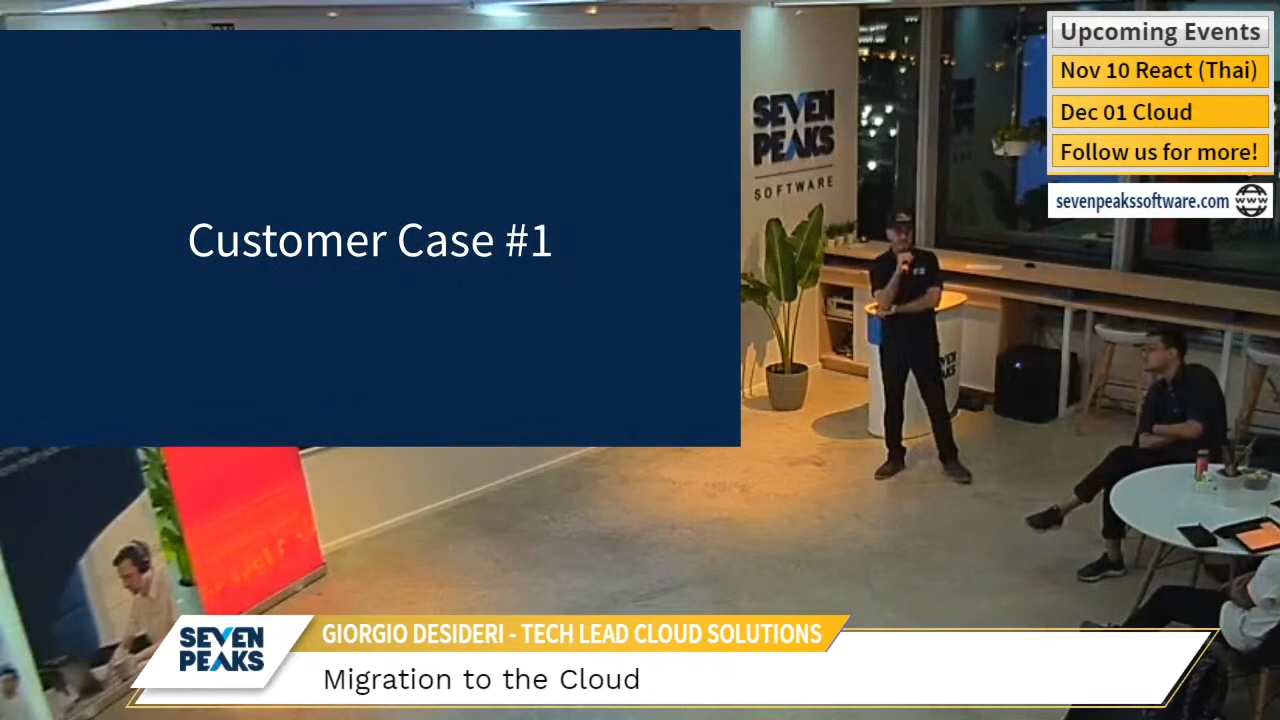 Customer Case #1
SEVEN
PEAKS
SOFTWARE
Upcoming Events
Nov 10 React (Thai)
Dec 01 Cloud
Follow us for more!
sevenpeakssoftware.com
WWW
PEAKS
SEVEN
PEAKS
GIORGIO DESIDERI - TECH LEAD CLOUD SOLUTIONS
Migration to the Cloud